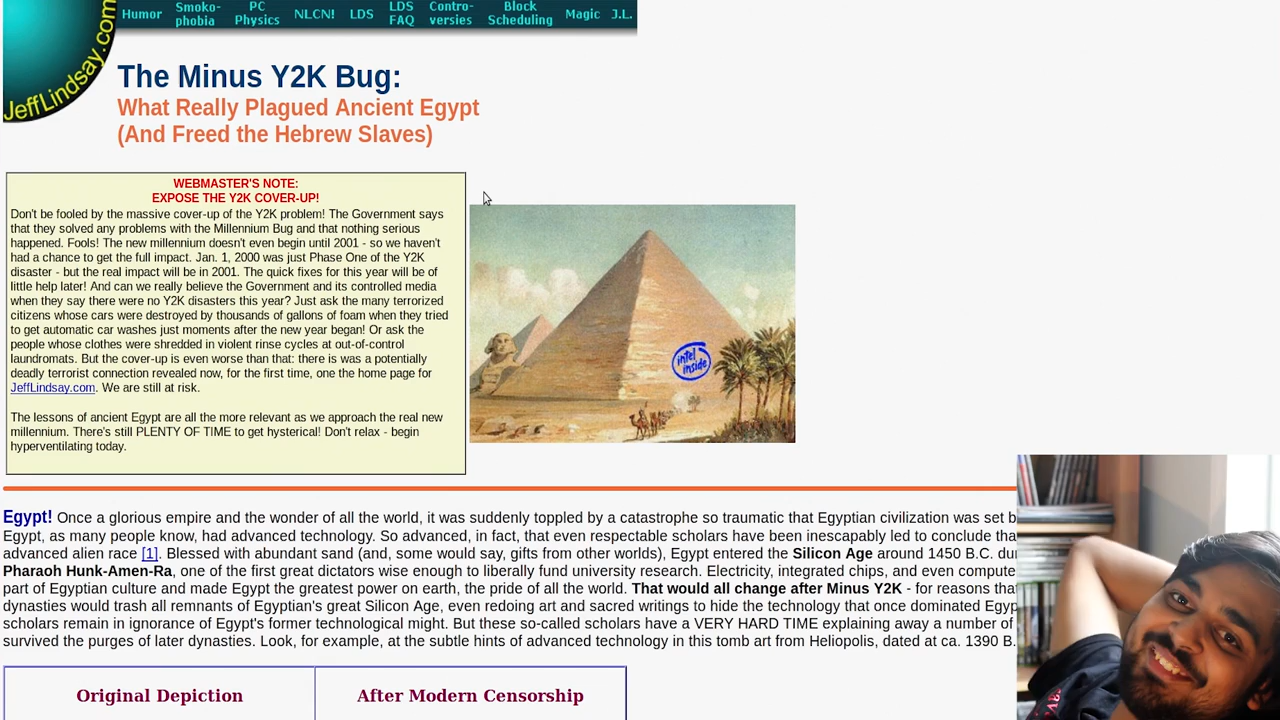 JeffLindsay.com
Humor
Smoko-
phobia
PC
Physics
NLCN!
LDS
LDS
FAQ
Contro-
versies
Block
Scheduling
Magic
J.L.
The Minus Y2K Bug:
What Really Plagued Ancient Egypt
(And Freed the Hebrew Slaves)
WEBMASTER'S NOTE:
EXPOSE THE Y2K COVER-UP!
Don't be fooled by the massive cover-up of the Y2K problem! The Government says
that they solved any problems with the Millennium Bug and that nothing serious
happened. Fools! The new millennium doesn't even begin until 2001 - so we haven't
had a chance to get the full impact. Jan. 1, 2000 was just Phase One of the Y2K
disaster - but the real impact will be in 2001. The quick fixes for this year will be of
little help later! And can we really believe the Government and its controlled media
when they say there were no Y2K disasters this year? Just ask the many terrorized
citizens whose cars were destroyed by thousands of gallons of foam when they tried
to get automatic car washes just moments after the new year began! Or ask the
people whose clothes were shredded in violent rinse cycles at out-of-control
laundromats. But the cover-up is even worse than that: there is was a potentially
deadly terrorist connection revealed now, for the first time, one the home page for
JeffLindsay.com. We are still at risk.
The lessons of ancient Egypt are all the more relevant as we approach the real new
millennium. There's still PLENTY OF TIME to get hysterical! Don't relax - begin
hyperventilating today.
intel
inside
Egypt! Once a glorious empire and the wonder of all the world, it was suddenly toppled by a catastrophe so traumatic that Egyptian civilization was set
Egypt, as many people know, had advanced technology. So advanced, in fact, that even respectable scholars have been inescapably led to conclude
advanced alien race [1]. Blessed with abundant sand (and, some would say, gifts from other worlds), Egypt entered the Silicon Age around 1450 B.C.
Pharaoh Hunk-Amen-Ra, one of the first great dictators wise enough to liberally fund university research. Electricity, integrated chips, and even
part of Egyptian culture and made Egypt the greatest power on earth, the pride of all the world. That would all change after Minus Y2K - for reasons
dynasties would trash all remnants of Egyptian's great Silicon Age, even redoing art and sacred writings to hide the technology that once dominated
scholars remain in ignorance of Egypt's former technological might. But these so-called scholars have a VERY HARD TIME explaining away a number of
survived the purges of later dynasties. Look, for example, at the subtle hints of advanced technology in this tomb art from Heliopolis, dated at ca. 1390 B.
Original Depiction
After Modern Censorship